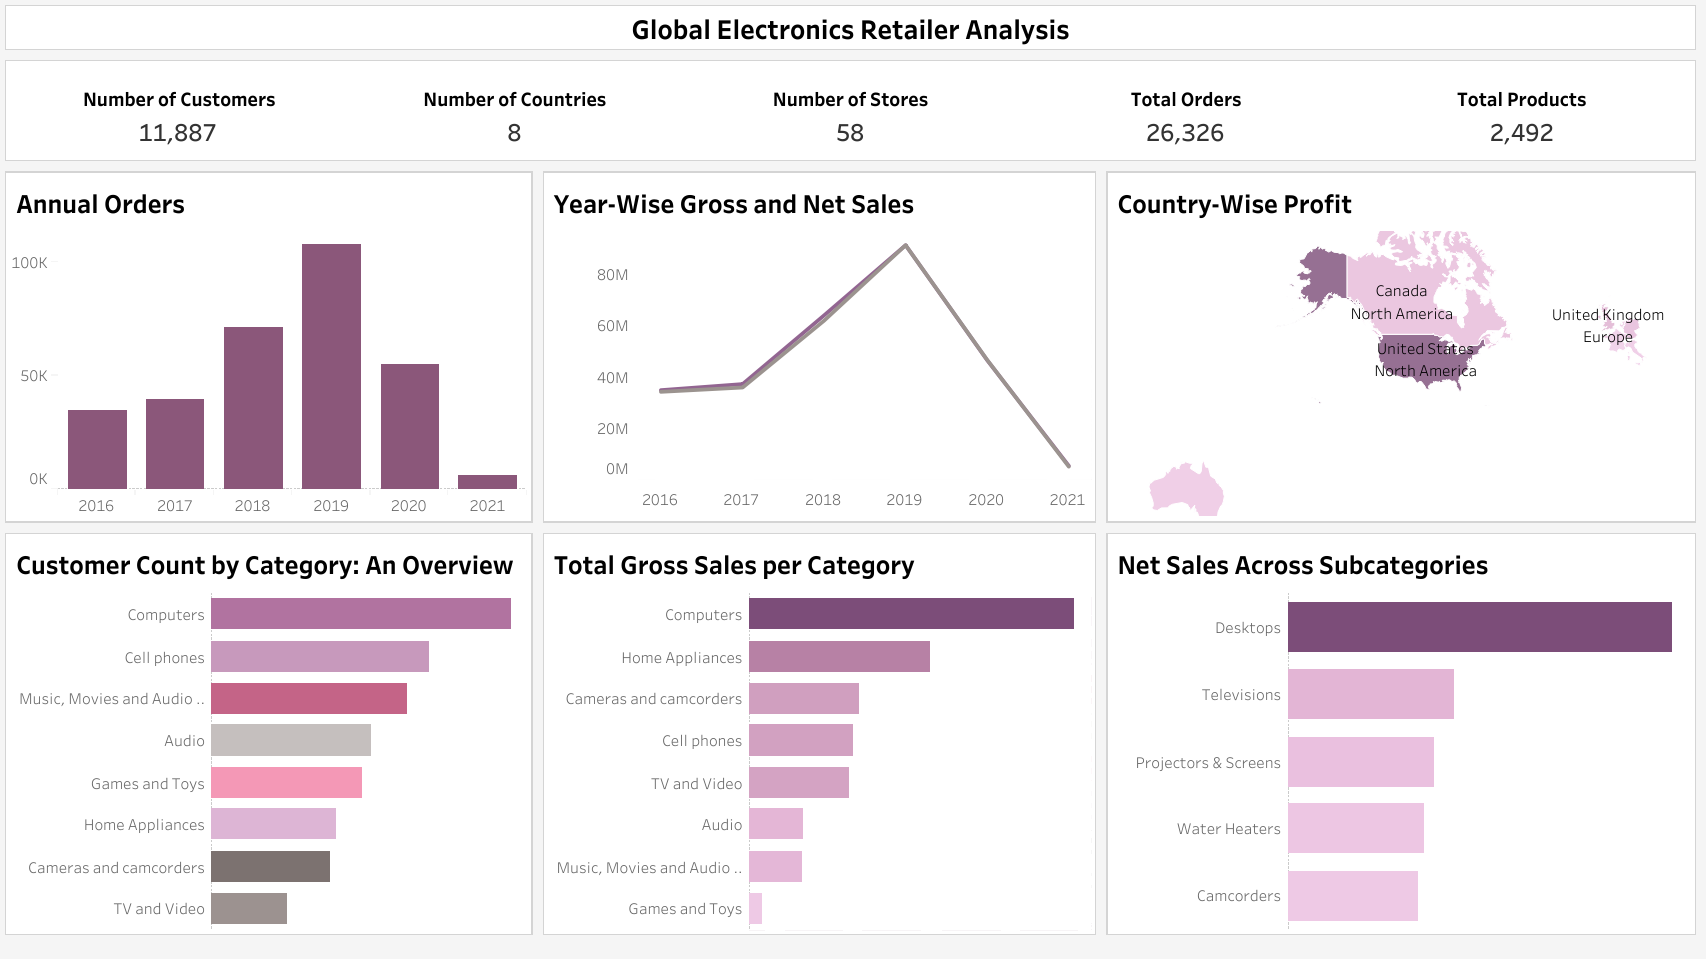 Global Electronics Retailer Analysis
Number of Customers
11,887
Number of Countries
8
Number of Stores
58
Total Orders
26,326
Total Products
2,492
Annual Orders
100K
50K
0K
2016 2017 2018 2019 2020 2021
Year-Wise Gross and Net Sales
80M
60M
40M
20M
0M
2016 2017 2018 2019 2020 2021
Country-Wise Profit
Canada
North America
United States
North America
United Kingdom
Europe
Customer Count by Category: An Overview
Computers
Cell phones
Music, Movies and Audio ..
Audio
Games and Toys
Home Appliances
Cameras and camcorders
TV and Video
Total Gross Sales per Category
Computers
Home Appliances
Cameras and camcorders
Cell phones
TV and Video
Audio
Music, Movies and Audio ..
Games and Toys
Net Sales Across Subcategories
Desktops
Televisions
Projectors & Screens
Water Heaters
Camcorders